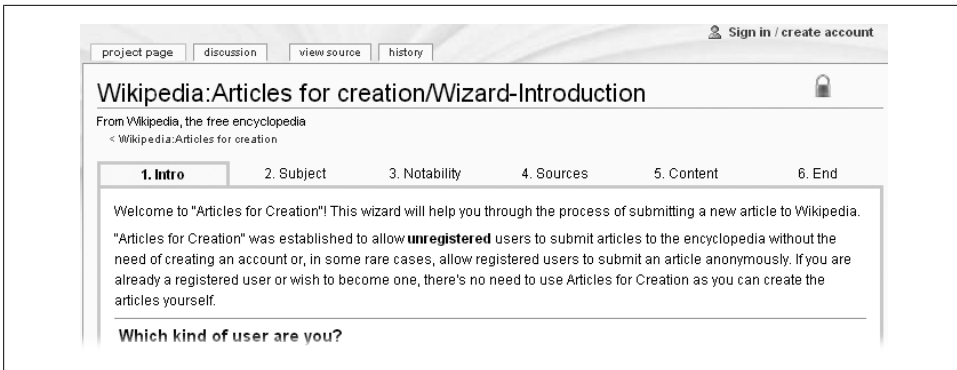 Sign in / create account
project page discussion view source history
Wikipedia:Articles for creation/Wizard-Introduction
From Wikipedia, the free encyclopedia
< Wikipedia:Articles for creation
1. Intro 2. Subject 3. Notability 4. Sources 5. Content 6. End
Welcome to "Articles for Creation"! This wizard will help you through the process of submitting a new article to Wikipedia.
"Articles for Creation" was established to allow unregistered users to submit articles to the encyclopedia without the
need of creating an account or, in some rare cases, allow registered users to submit an article anonymously. If you are
already a registered user or wish to become one, there's no need to use Articles for Creation as you can create the
articles yourself.
Which kind of user are you?